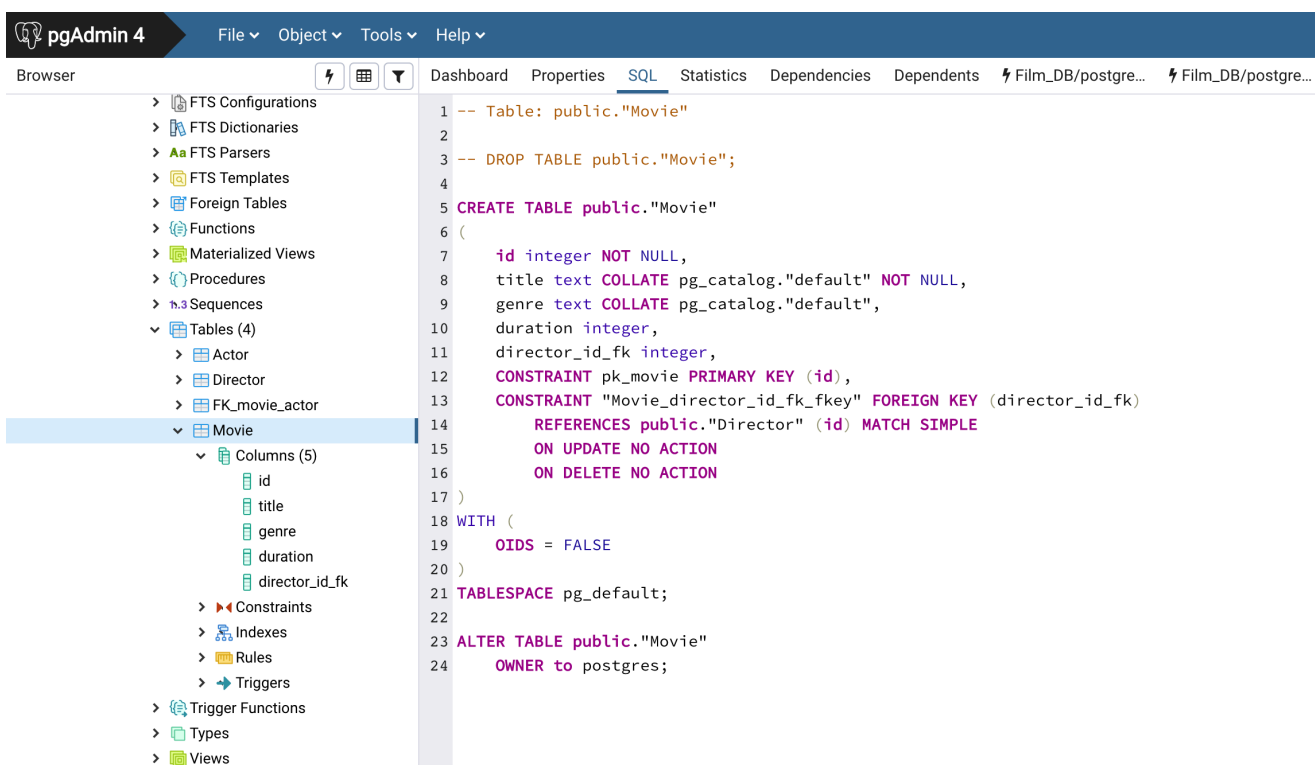 pgAdmin 4
File Object Tools Help
Browser
Dashboard Properties SQL Statistics Dependencies Dependents Film_DB/postgre... Film_DB/postgre...
FTS Configurations
FTS Dictionaries
Aa FTS Parsers
FTS Templates
Foreign Tables
Functions
Materialized Views
Procedures
1..3 Sequences
Tables (4)
Actor
Director
FK_movie_actor
Movie
Columns (5)
id
title
genre
duration
director_id_fk
Constraints
Indexes
Rules
Triggers
Trigger Functions
Types
Views
1 -- Table: public."Movie"
2
3 -- DROP TABLE public."Movie";
4
5 CREATE TABLE public."Movie"
6 (
7     id integer NOT NULL,
8     title text COLLATE pg_catalog."default" NOT NULL,
9     genre text COLLATE pg_catalog."default",
10     duration integer,
11     director_id_fk integer,
12     CONSTRAINT pk_movie PRIMARY KEY (id),
13     CONSTRAINT "Movie_director_id_fk_fkey" FOREIGN KEY (director_id_fk)
14         REFERENCES public."Director" (id) MATCH SIMPLE
15         ON UPDATE NO ACTION
16         ON DELETE NO ACTION
17 )
18 WITH (
19     OIDS = FALSE
20 )
21 TABLESPACE pg_default;
22
23 ALTER TABLE public."Movie"
24     OWNER to postgres;